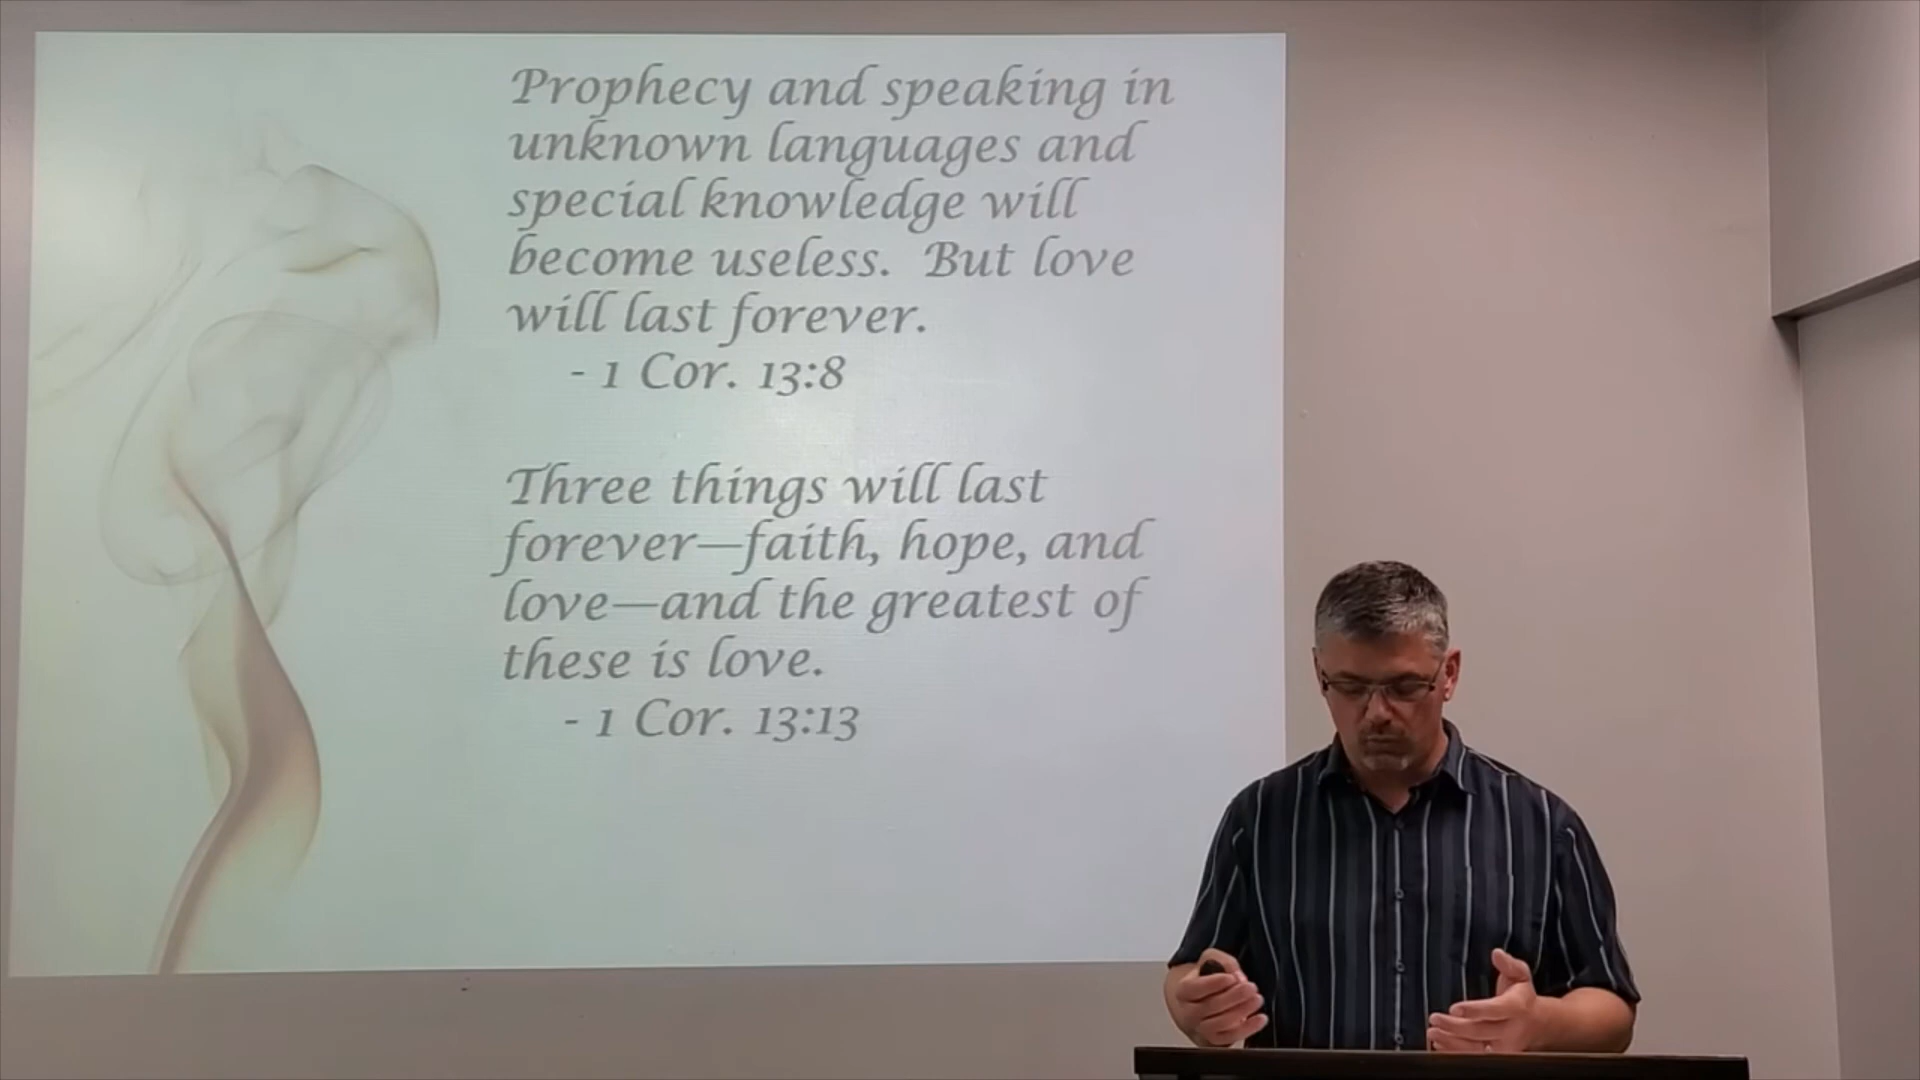 Prophecy and speaking in
unknown languages and
special knowledge will
become useless.  But love
will last forever.
- 1 Cor. 13:8
Three things will last
forever—faith, hope, and
love—and the greatest of
these is love.
- 1 Cor. 13:13